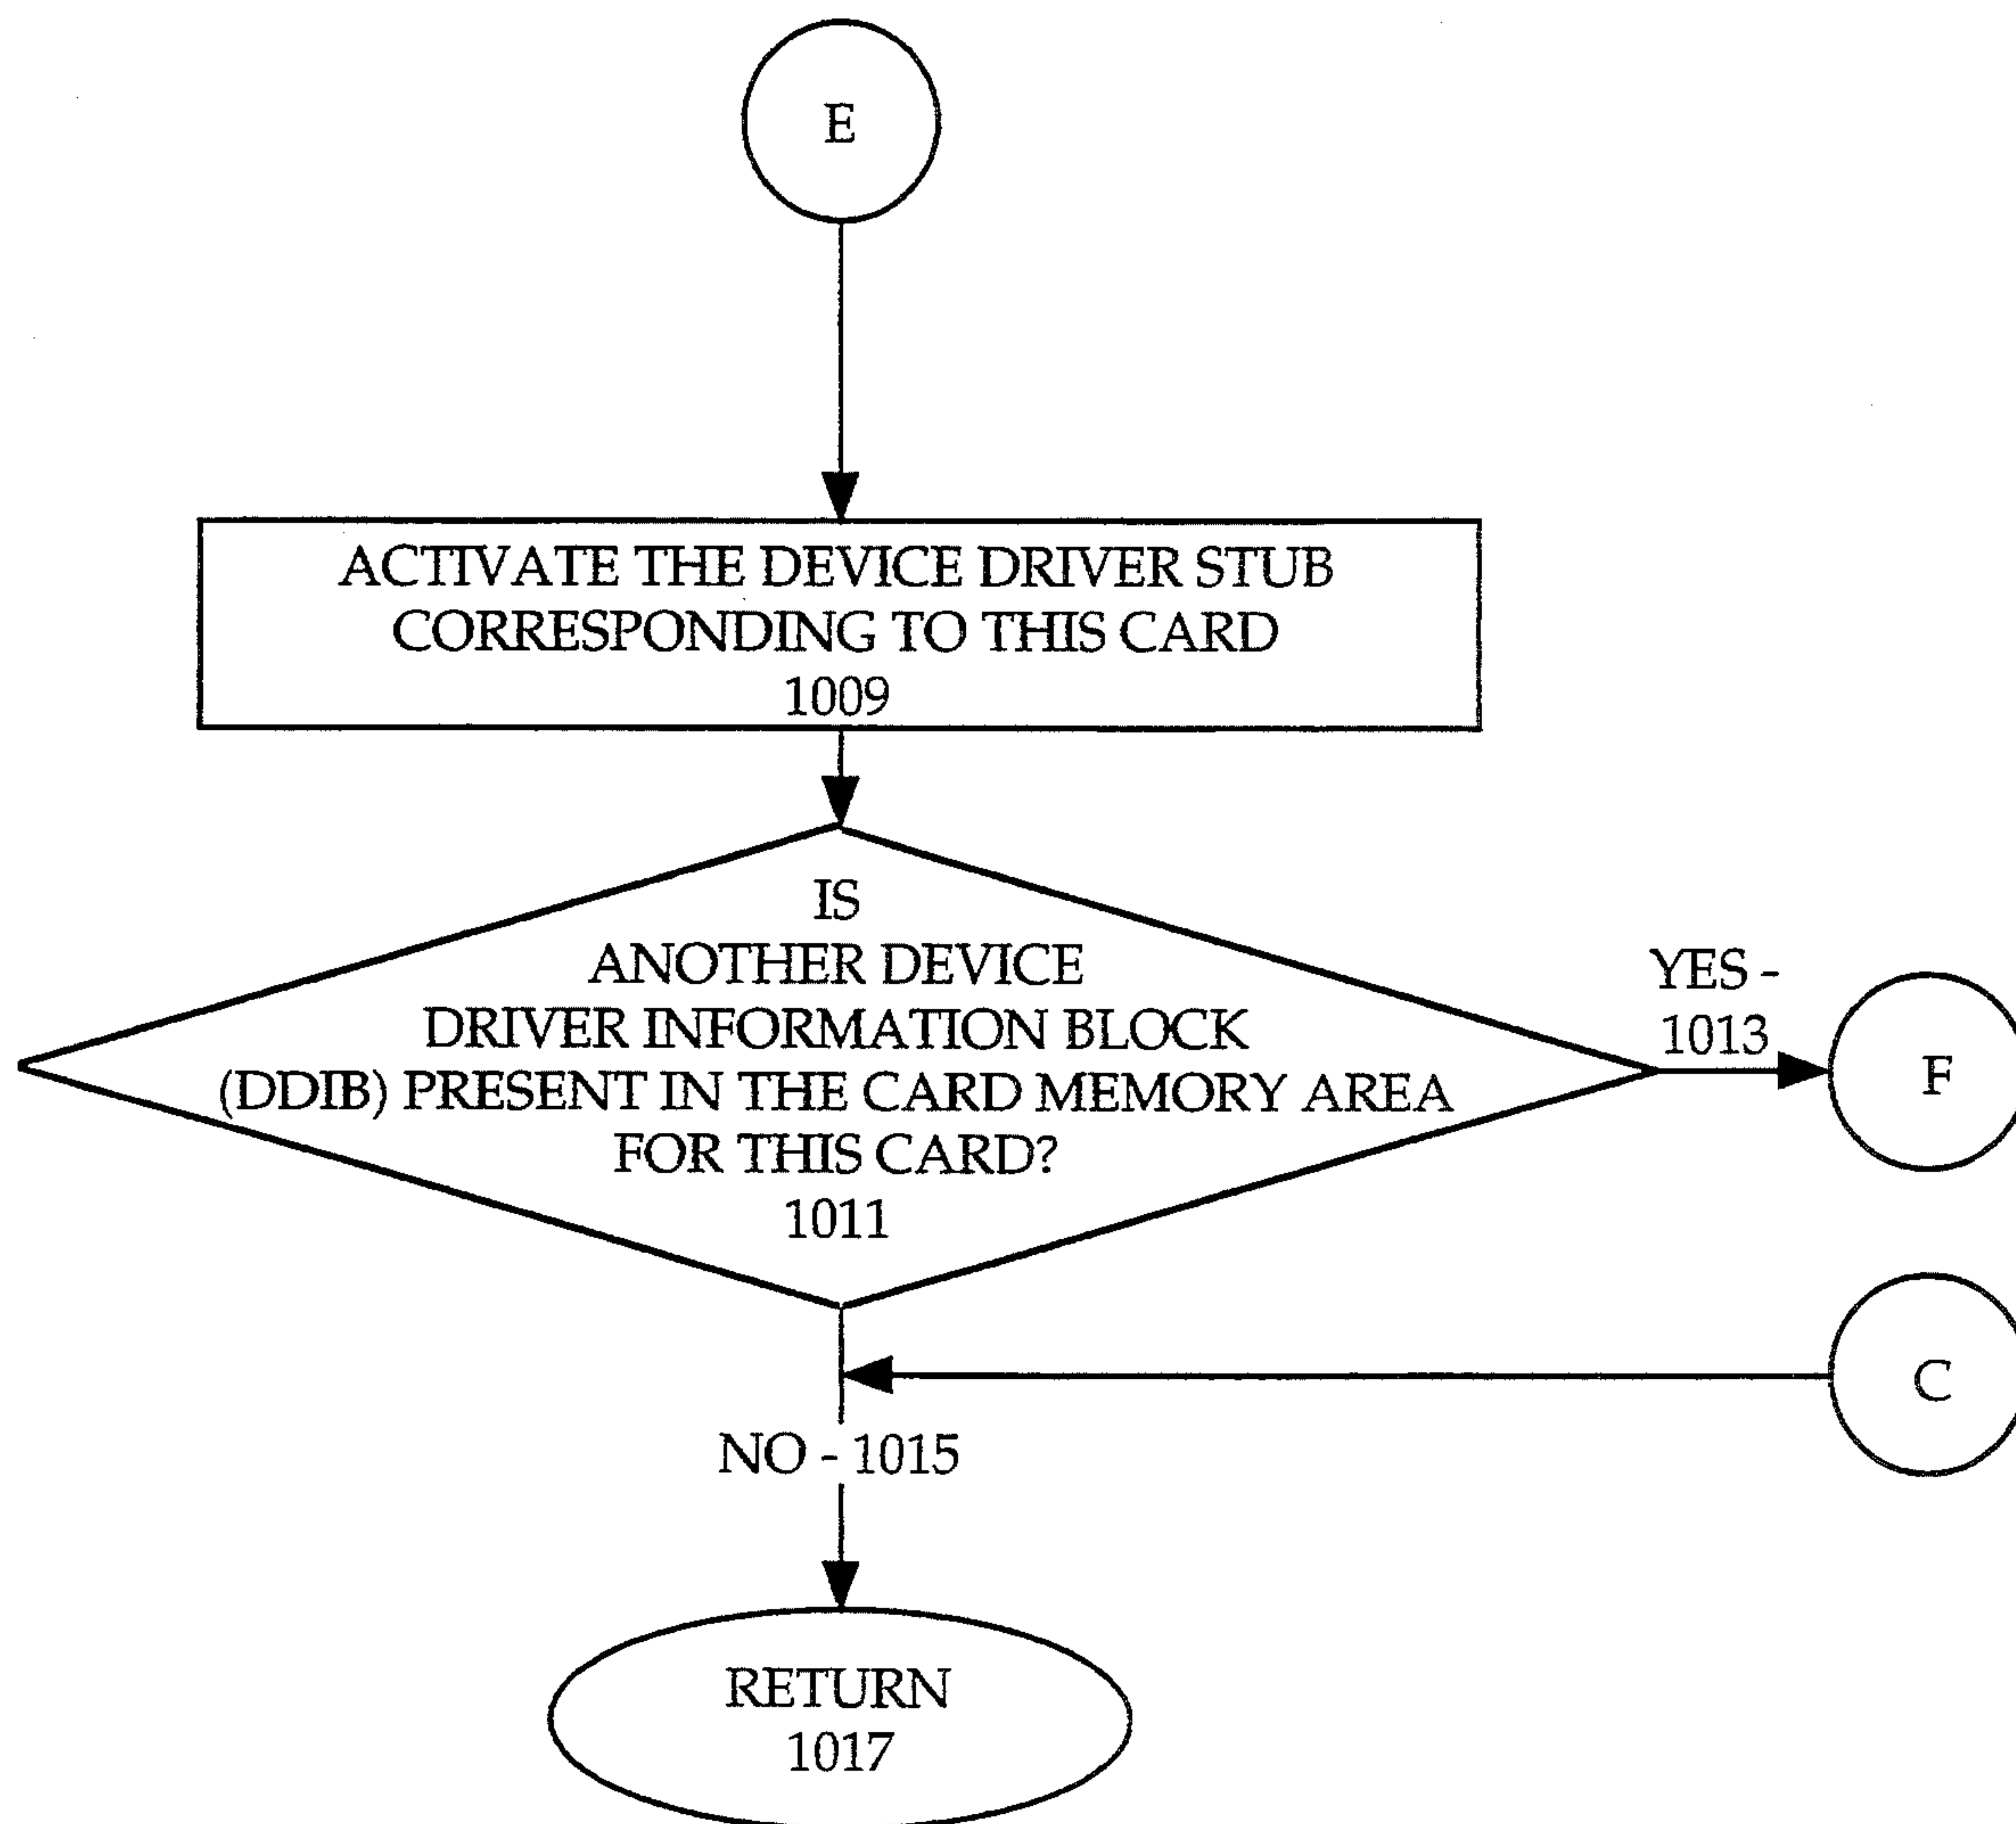 E
ACTIVATE THE DEVICE DRIVER STUB
CORRESPONDING TO THIS CARD
1009
IS
ANOTHER DEVICE
DRIVER INFORMATION BLOCK
(DDIB) PRESENT IN THE CARD MEMORY AREA
FOR THIS CARD?
1011
YES -
1013
F
C
NO - 1015
RETURN
1017